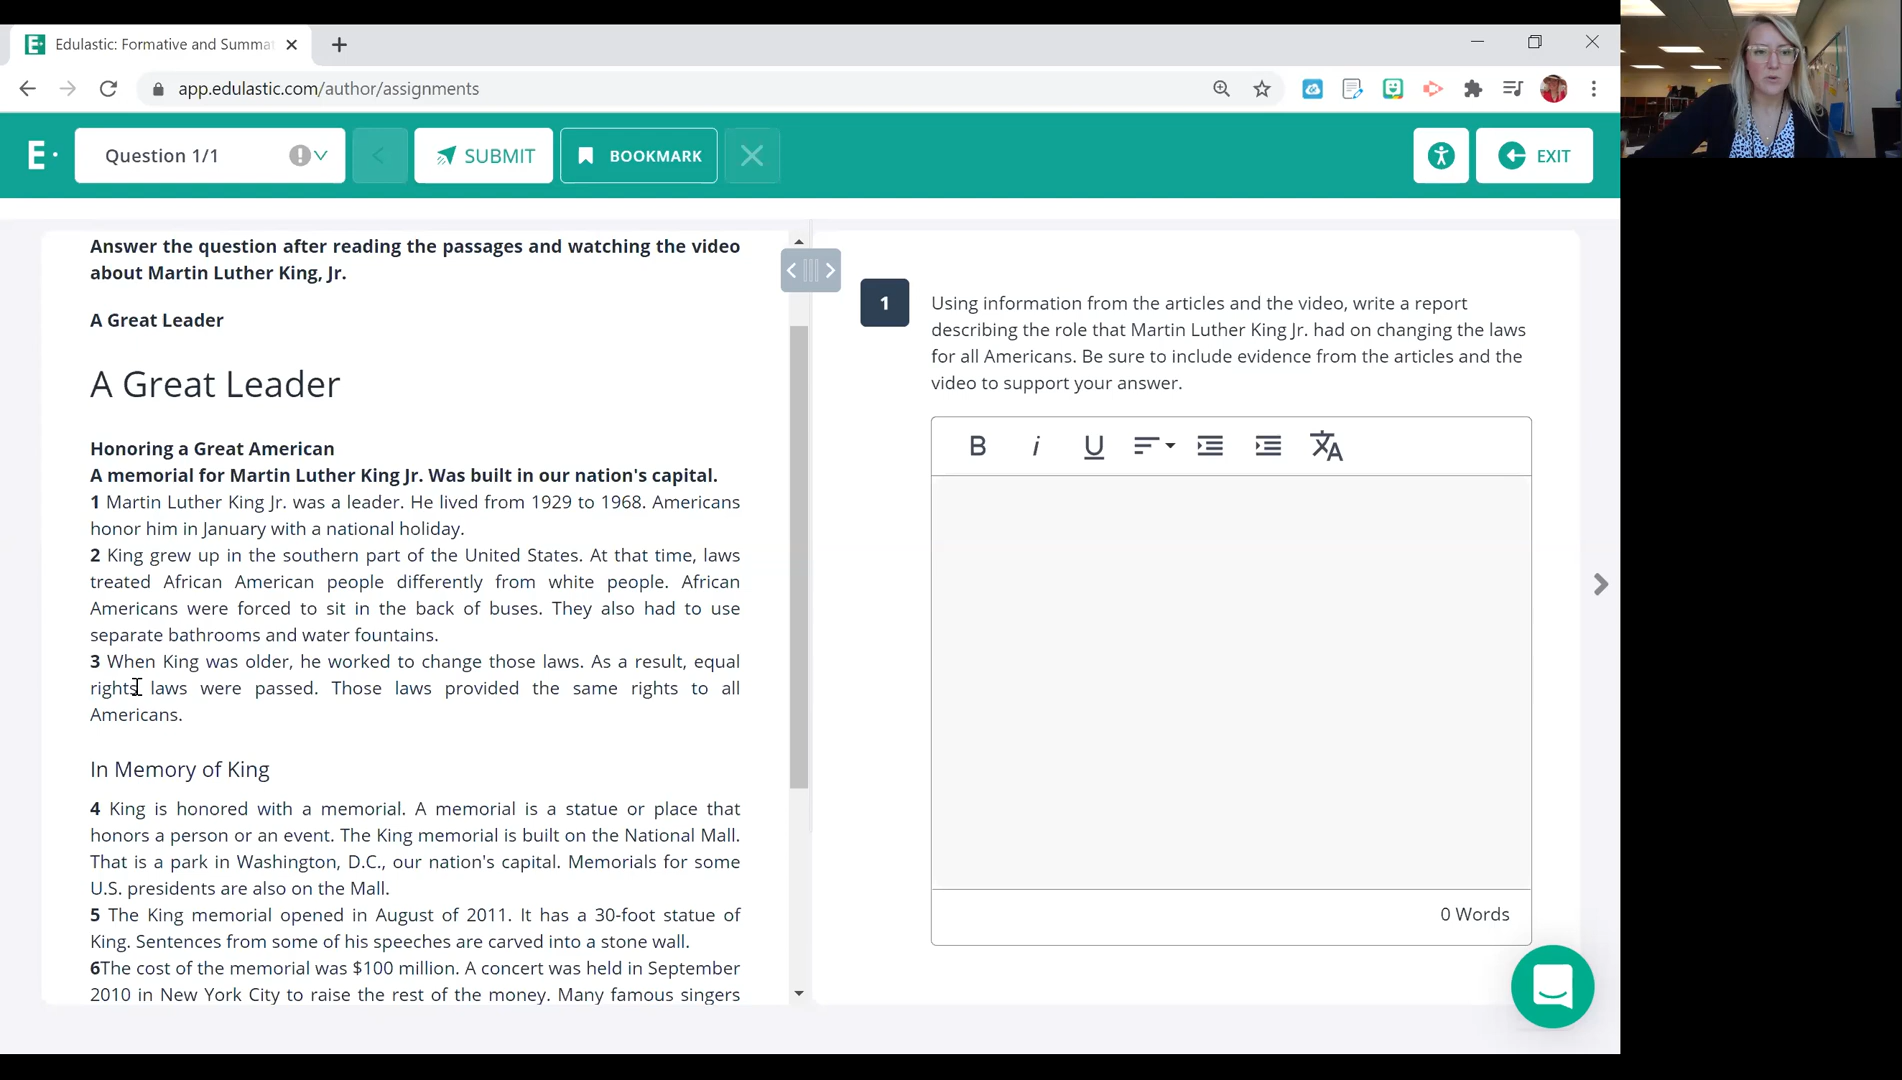 Edulastic: Formative and Summa
app.edulastic.com/author/assignments
E
Question 1/1
SUBMIT
BOOKMARK
EXIT
Answer the question after reading the passages and watching the video
about Martin Luther King, Jr.
A Great Leader
A Great Leader
Honoring a Great American
A memorial for Martin Luther King Jr. Was built in our nation's capital.
1 Martin Luther King Jr. was a leader. He lived from 1929 to 1968. Americans
honor him in January with a national holiday.
2 King grew up in the southern part of the United States. At that time, laws
treated African American people differently from white people. African
Americans were forced to sit in the back of buses. They also had to use
separate bathrooms and water fountains.
3 When King was older, he worked to change those laws. As a result, equal
rights laws were passed. Those laws provided the same rights to all
Americans.
In Memory of King
4 King is honored with a memorial. A memorial is a statue or place that
honors a person or an event. The King memorial is built on the National Mall.
That is a park in Washington, D.C., our nation's capital. Memorials for some
U.S. presidents are also on the Mall.
5 The King memorial opened in August of 2011. It has a 30-foot statue of
King. Sentences from some of his speeches are carved into a stone wall.
6The cost of the memorial was $100 million. A concert was held in September
2010 in New York City to raise the rest of the money. Many famous singers
1
Using information from the articles and the video, write a report
describing the role that Martin Luther King Jr. had on changing the laws
for all Americans. Be sure to include evidence from the articles and the
video to support your answer.
B i U
0 Words